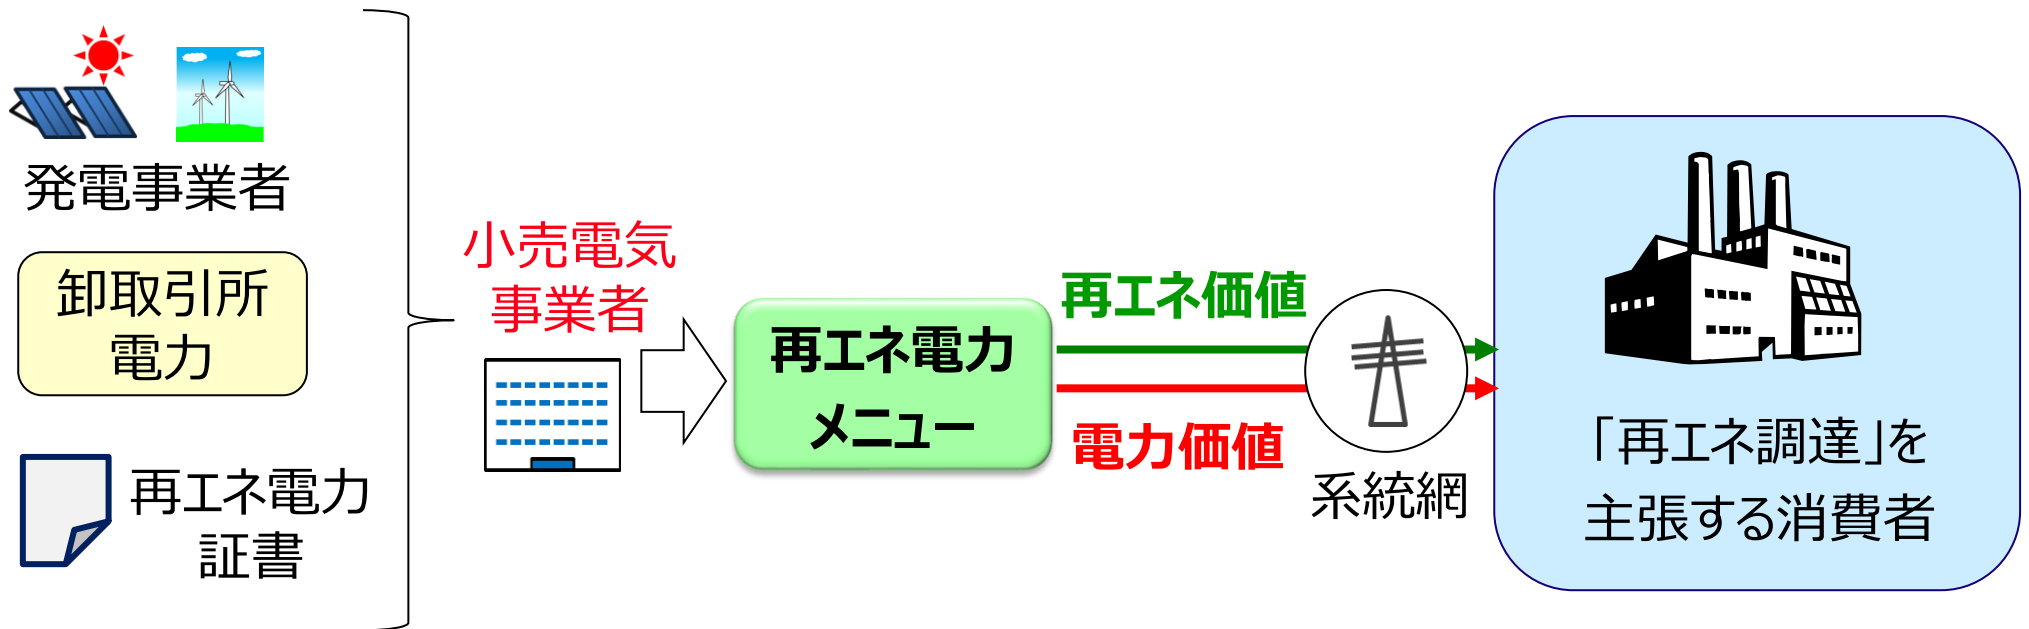 発電事業者
卸取引所
電力
再エネ電力
証書
小売電気
事業者
再エネ電力
メニュー
再エネ価値
電力価値
系統網
「再エネ調達」を
主張する消費者